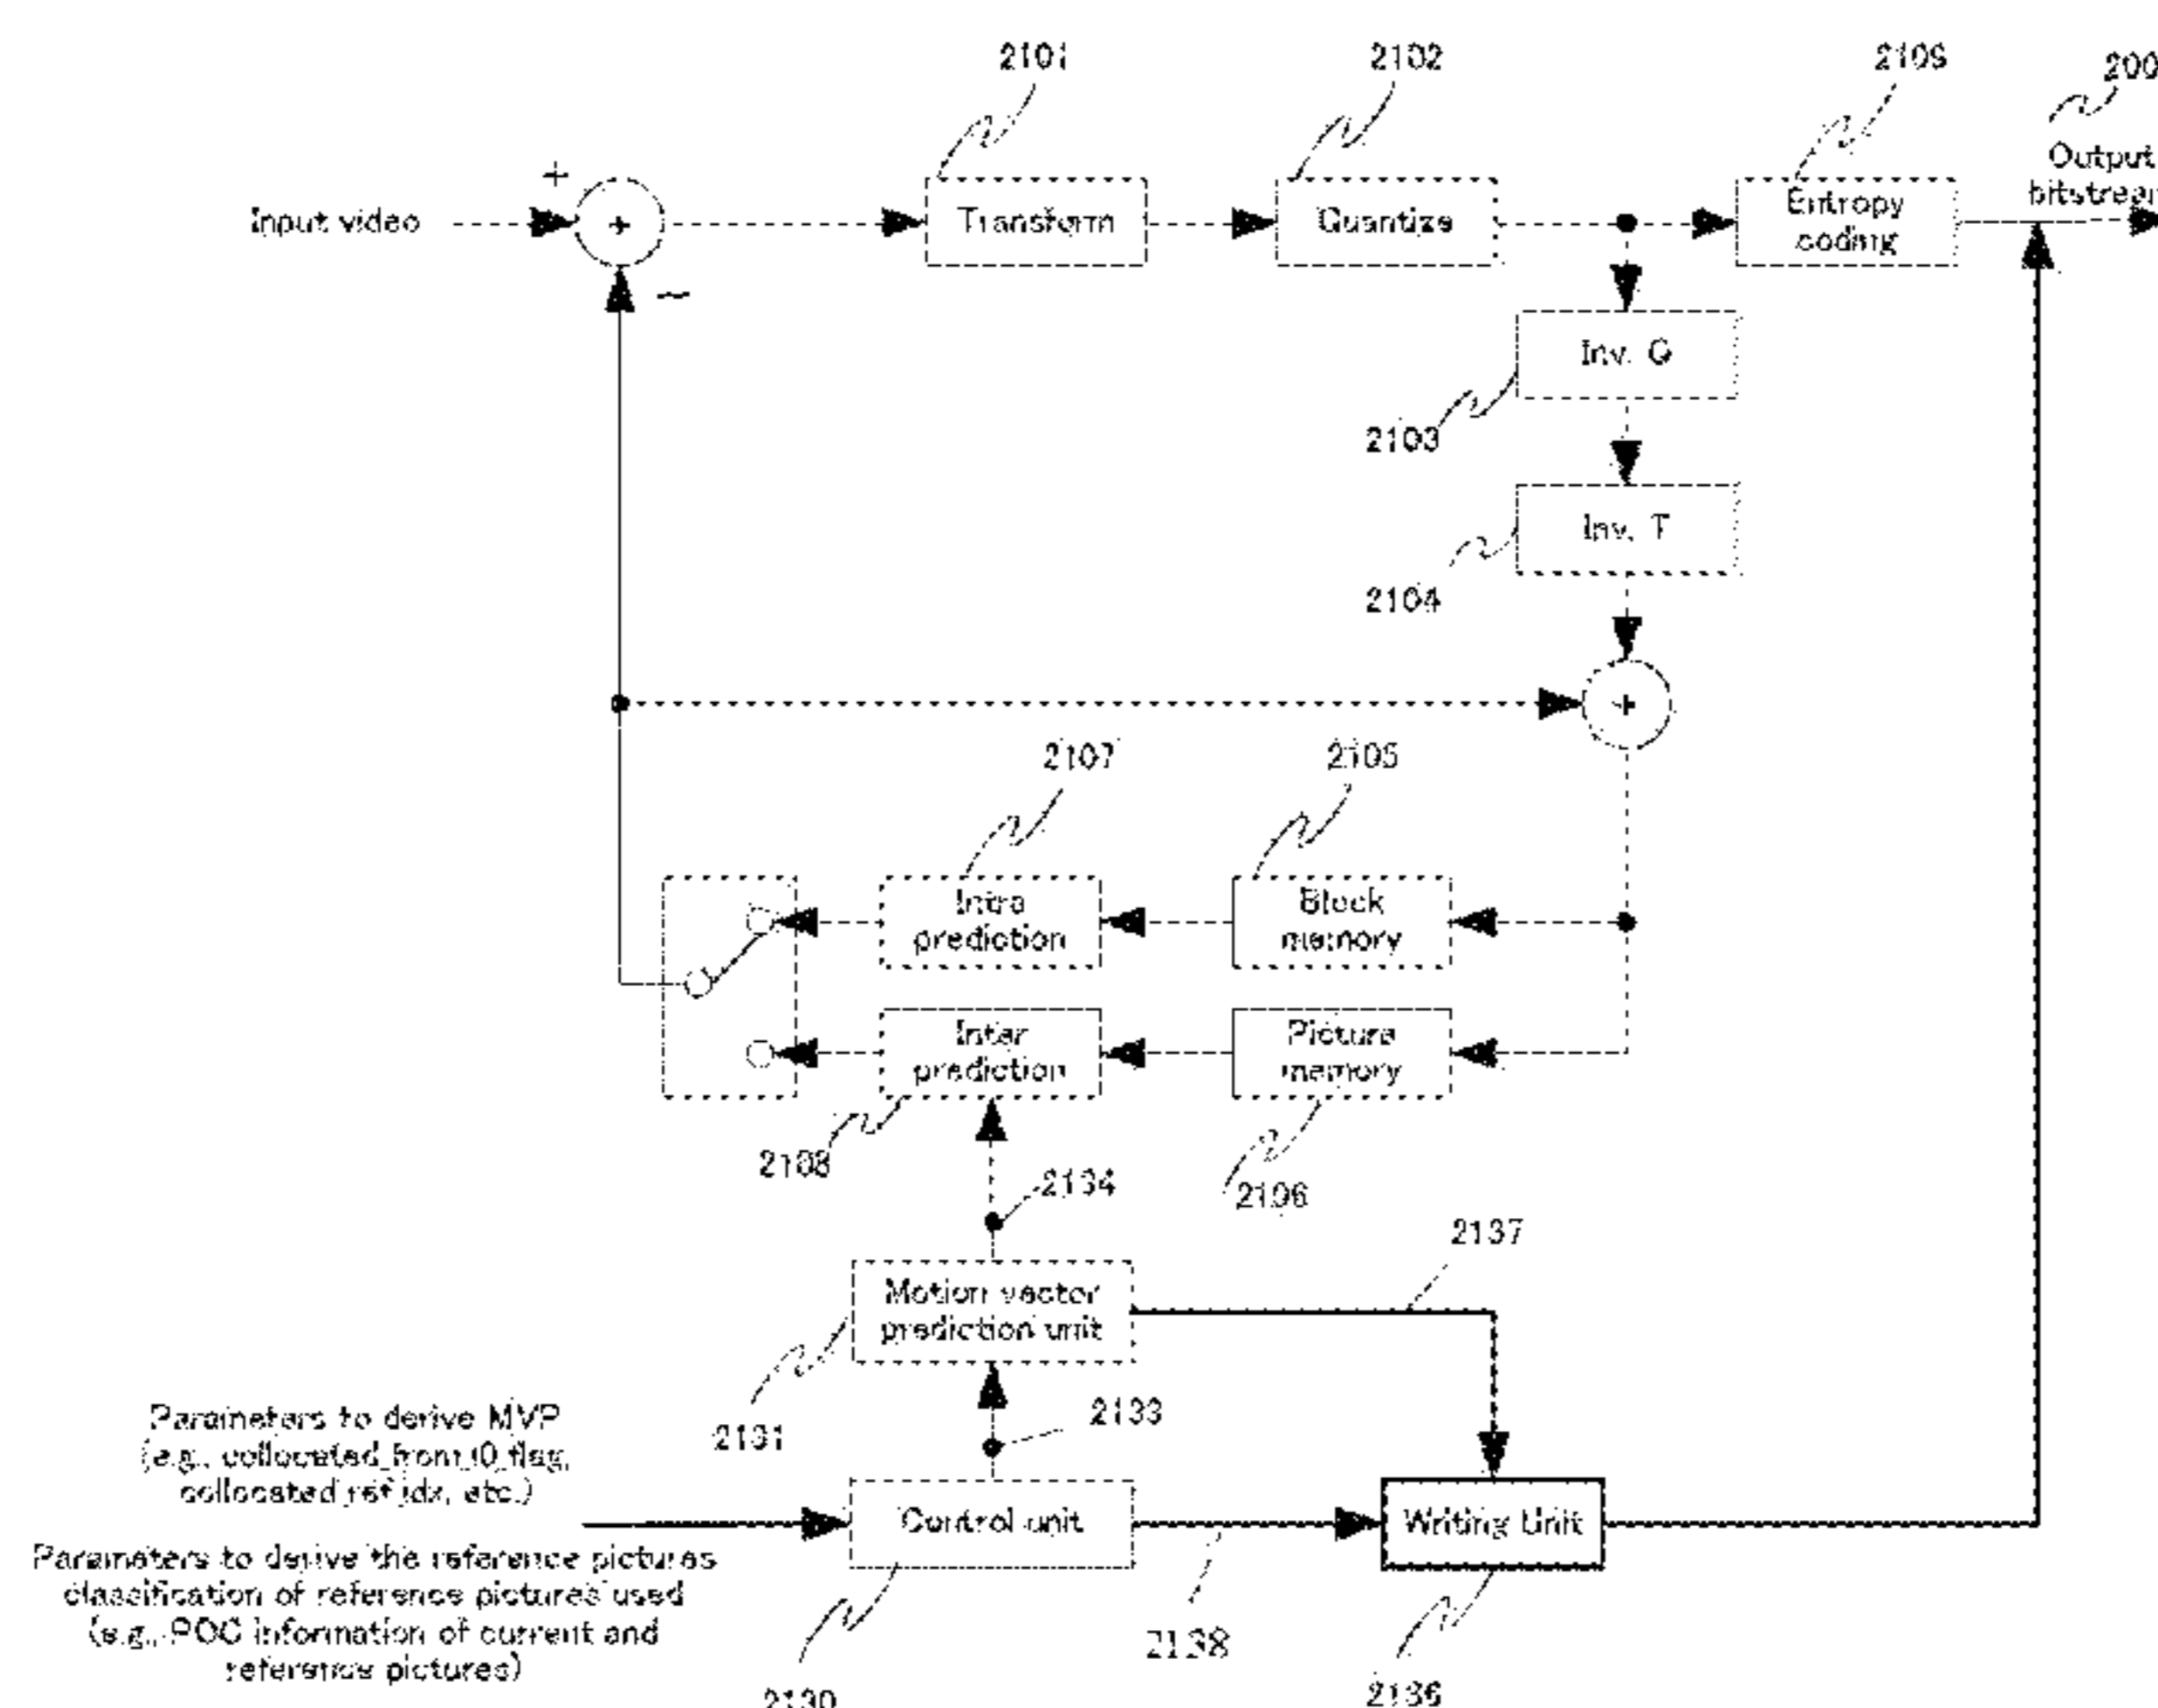 2101
2102
2109
200
Output
bitstream
+
Input video
+
Transform
Quantize
Entropy
coding
−
Inv. Q
2103
Inv. T
2104
+
2107
2105
Intra
prediction
Block
memory
Inter
prediction
Picture
memory
2108
2134
2106
2137
Motion vector
prediction unit
2131
2133
Parameters to derive MVP
(e.g., collocated_from_l0_flag,
collocated_ref_idx, etc.)
Control unit
Writing Unit
Parameters to derive the reference pictures
classification of reference pictures used
(e.g., POC information of current and
reference pictures)
2138
2130
2136